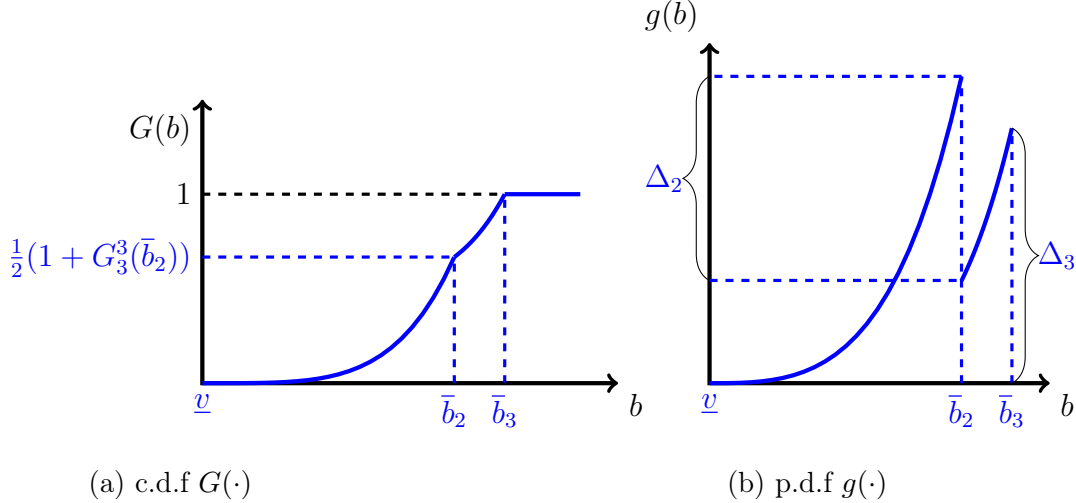 G(b)
1
½(1 + G₃³(b̄₂))
v̲
b̄₂
b̄₃
b
(a) c.d.f G(·)
g(b)
Δ₂
Δ₃
v̲
b̄₂
b̄₃
b
(b) p.d.f g(·)